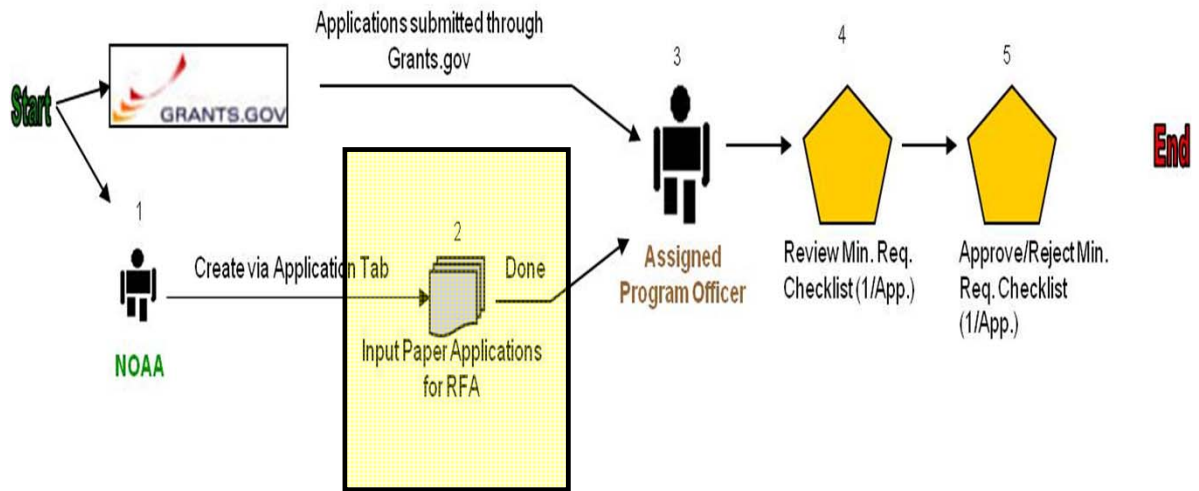 Start
GRANTS.GOV
Applications submitted through
Grants.gov
1
NOAA
Create via Application Tab
2
Input Paper Applications
for RFA
Done
3
Assigned
Program Officer
4
Review Min. Req.
Checklist (1/App.)
5
Approve/Reject Min.
Req. Checklist
(1/App.)
End